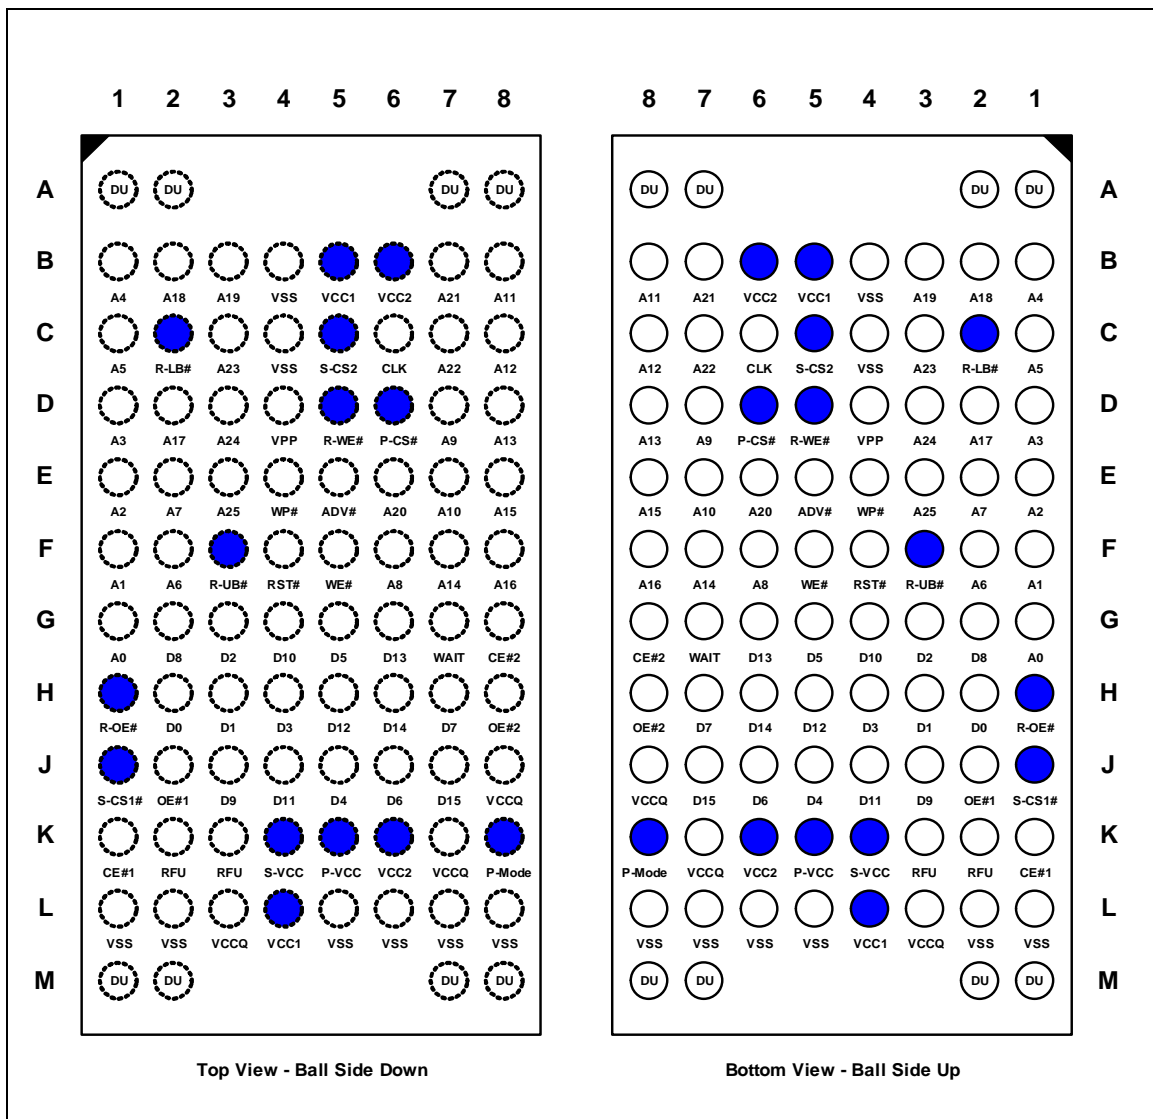 1 2 3 4 5 6 7 8 8 7 6 5 4 3 2 1
A DU DU DU DU DU DU DU DU A
B B
A4 A18 A19 VSS VCC1 VCC2 A21 A11 A11 A21 VCC2 VCC1 VSS A19 A18 A4
C C
A5 R-LB# A23 VSS S-CS2 CLK A22 A12 A12 A22 CLK S-CS2 VSS A23 R-LB# A5
D D
A3 A17 A24 VPP R-WE# P-CS# A9 A13 A13 A9 P-CS# R-WE# VPP A24 A17 A3
E E
A2 A7 A25 WP# ADV# A20 A10 A15 A15 A10 A20 ADV# WP# A25 A7 A2
F F
A1 A6 R-UB# RST# WE# A8 A14 A16 A16 A14 A8 WE# RST# R-UB# A6 A1
G G
A0 D8 D2 D10 D5 D13 WAIT CE#2 CE#2 WAIT D13 D5 D10 D2 D8 A0
H H
R-OE# D0 D1 D3 D12 D14 D7 OE#2 OE#2 D7 D14 D12 D3 D1 D0 R-OE#
J J
S-CS1# OE#1 D9 D11 D4 D6 D15 VCCQ VCCQ D15 D6 D4 D11 D9 OE#1 S-CS1#
K K
CE#1 RFU RFU S-VCC P-VCC VCC2 VCCQ P-Mode P-Mode VCCQ VCC2 P-VCC S-VCC RFU RFU CE#1
L L
VSS VSS VCCQ VCC1 VSS VSS VSS VSS VSS VSS VSS VSS VCC1 VCCQ VSS VSS
M DU DU DU DU DU DU DU DU M
Top View - Ball Side Down Bottom View - Ball Side Up